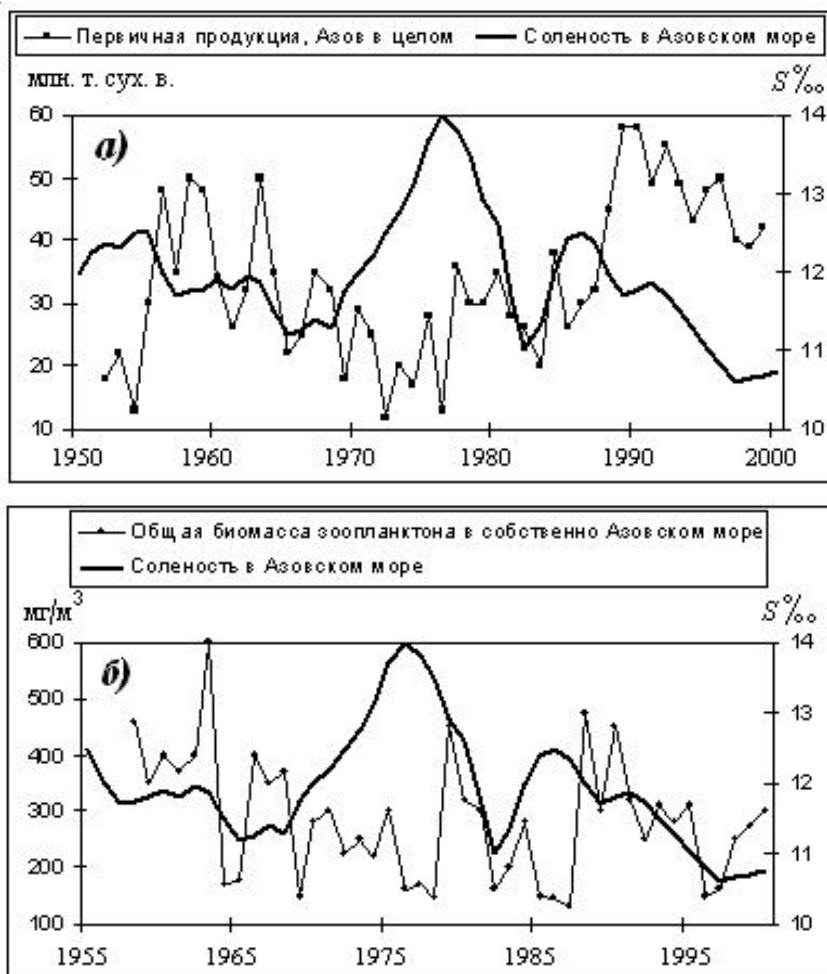 Первичная продукция, Азов в целом Соленость в Азовском море
млн. т. сух. в. S‰
а)
60 14
50 13
40 12
30
20 11
10 10
1950 1960 1970 1980 1990 2000
Общая биомасса зоопланктона в собственно Азовском море
Соленость в Азовском море
мг/м³ S‰
б)
600 14
500 13
400 12
300
200 11
100 10
1955 1965 1975 1985 1995